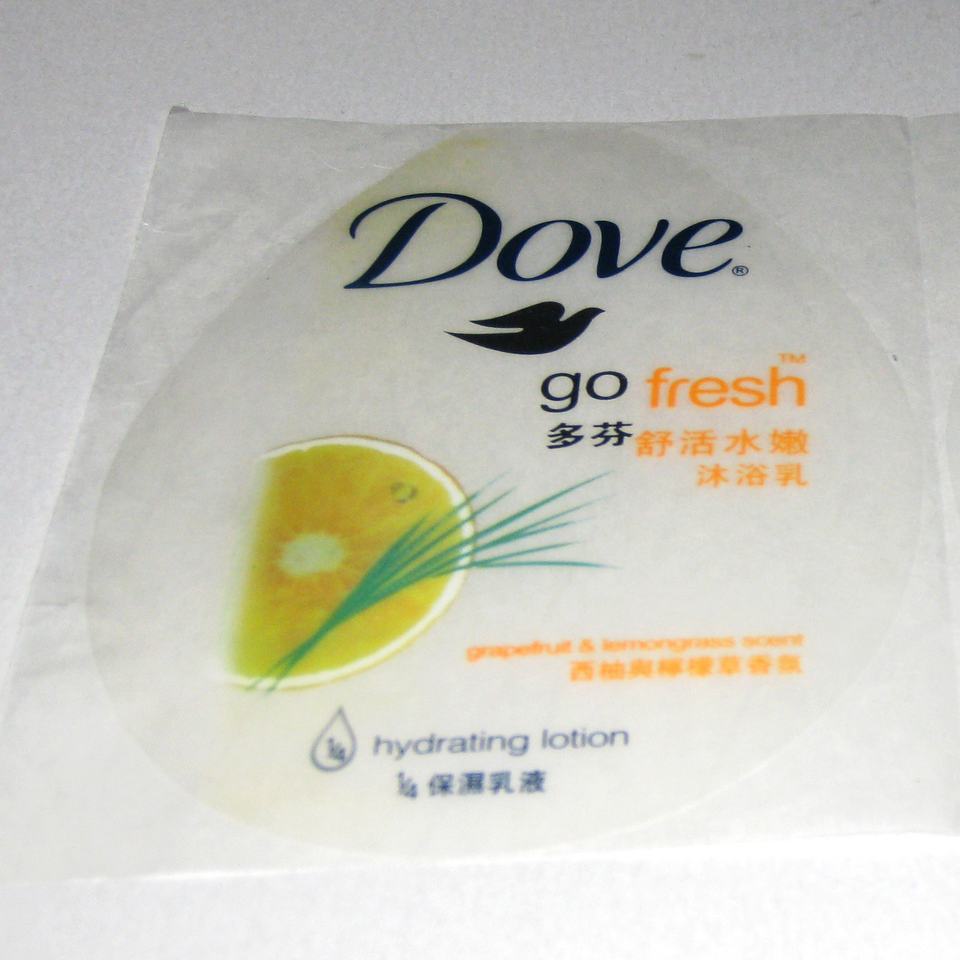 Dove®
go fresh™
多芬舒活水嫩
沐浴乳
grapefruit & lemongrass scent
西柚與檸檬草香氛
¼ hydrating lotion
¼ 保濕乳液